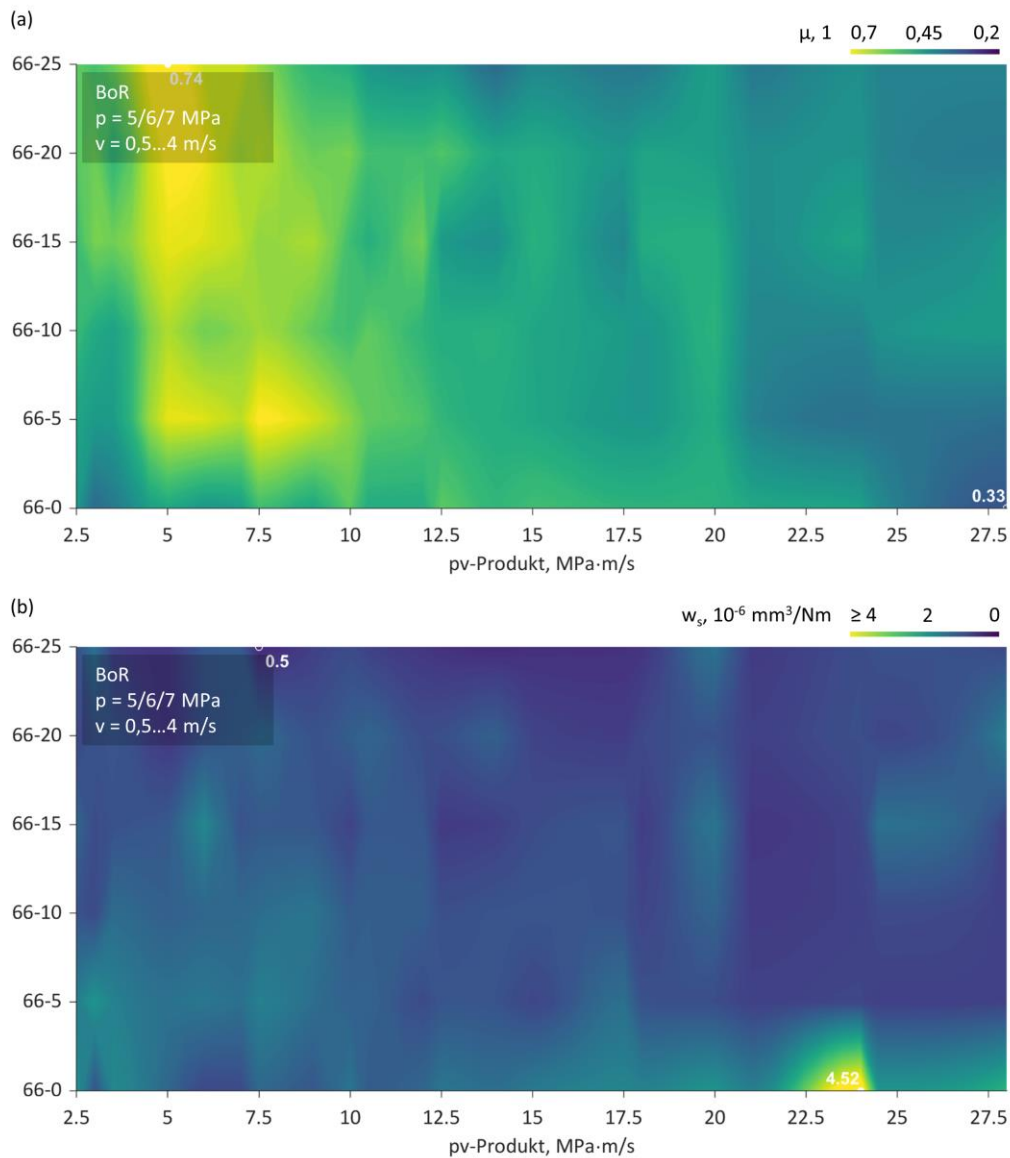 (a)
μ, 1 0,7 0,45 0,2
66-25
0.74
BoR
p = 5/6/7 MPa
v = 0,5...4 m/s
66-20
66-15
66-10
66-5
66-0
0.33
2.5 5 7.5 10 12.5 15 17.5 20 22.5 25 27.5
pv-Produkt, MPa·m/s
(b)
wₛ, 10⁻⁶ mm³/Nm ≥ 4 2 0
66-25
0.5
BoR
p = 5/6/7 MPa
v = 0,5...4 m/s
66-20
66-15
66-10
66-5
66-0
4.52
2.5 5 7.5 10 12.5 15 17.5 20 22.5 25 27.5
pv-Produkt, MPa·m/s